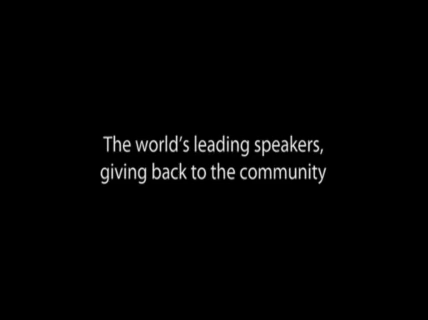 The world’s leading speakers,
giving back to the community